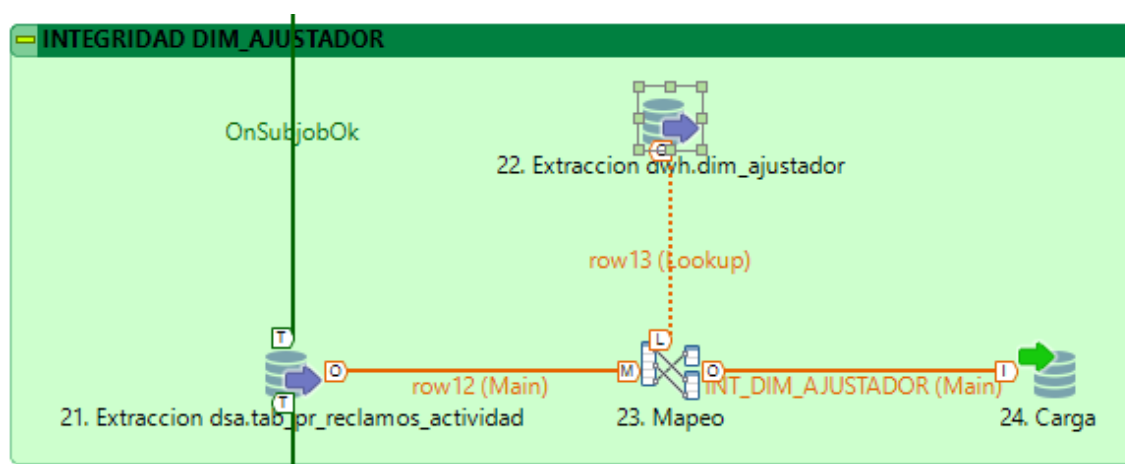 INTEGRIDAD DIM_AJUSTADOR
OnSubjobOk
22. Extraccion dwh.dim_ajustador
row13 (Lookup)
T
O
L
M
O
I
row12 (Main)
INT_DIM_AJUSTADOR (Main)
T
21. Extraccion dsa.tab_pr_reclamos_actividad
23. Mapeo
24. Carga